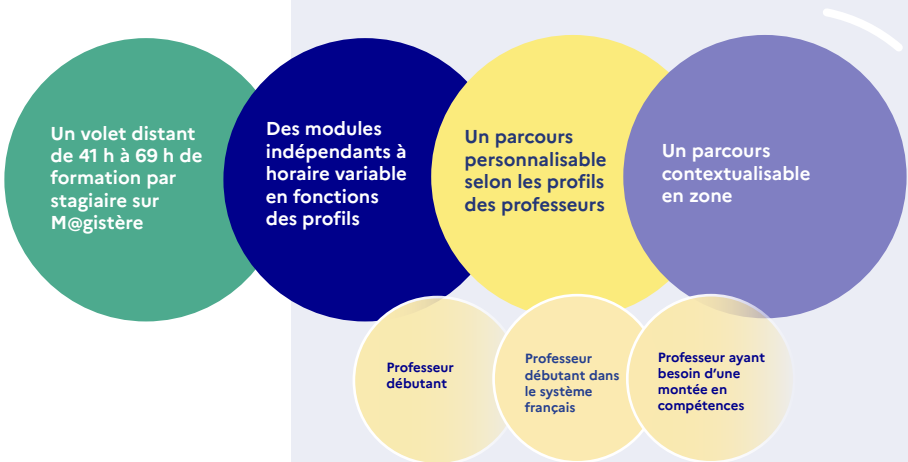 Un volet distant
de 41 h à 69 h de
formation par
stagiaire sur
M@gistère
Des modules
indépendants à
horaire variable
en fonctions
des profils
Un parcours
personnalisable
selon les profils
des professeurs
Un parcours
contextualisable
en zone
Professeur
débutant
Professeur
débutant dans
le système
français
Professeur ayant
besoin d'une
montée en
compétences